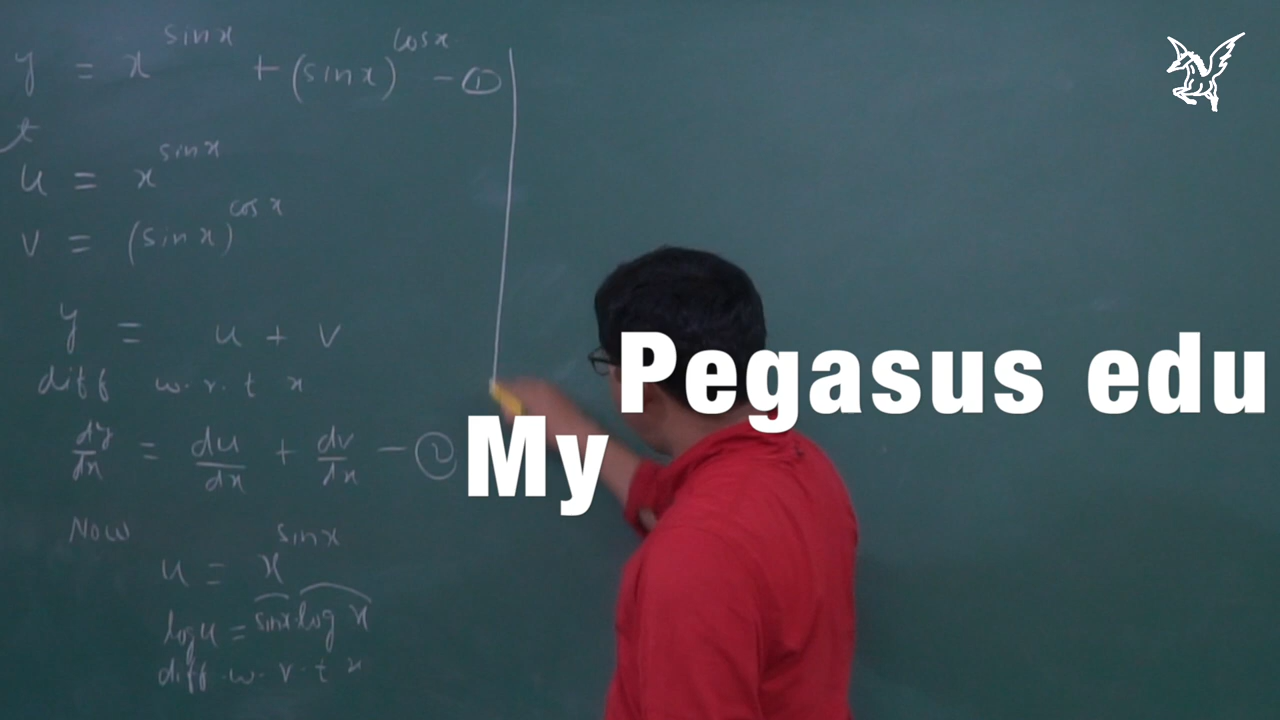 y = x^sinx + (sinx)^cosx - ①
u = x^sinx
v = (sinx)^cosx
y = u + v
diff w.r.t x
dy/dx = du/dx + dv/dx - ②
Now
u = x^sinx
logu = sinx·log x
diff w.r.t x
Pegasus edu
My